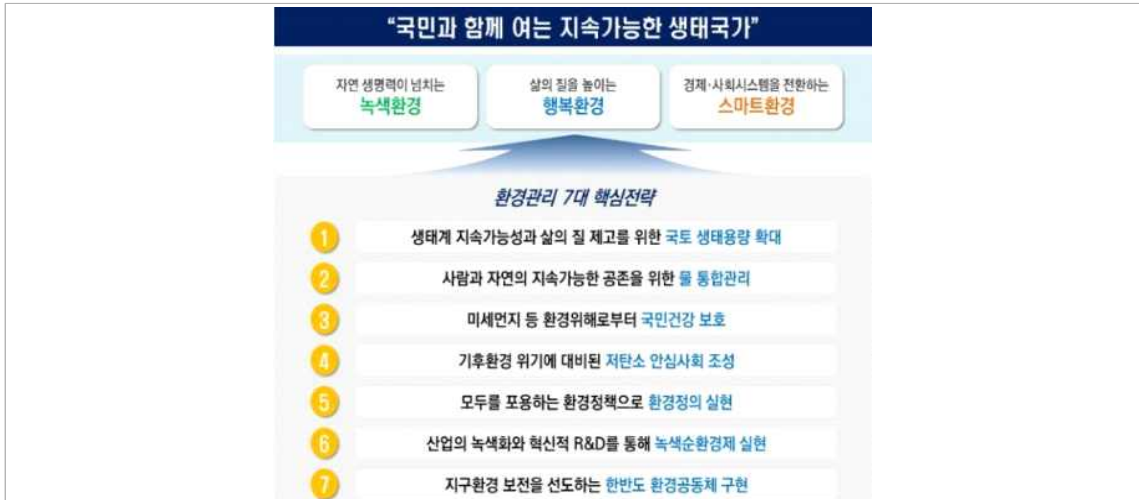 “국민과 함께 여는 지속가능한 생태국가”
자연 생명력이 넘치는
녹색환경
삶의 질을 높이는
행복환경
경제·사회시스템을 전환하는
스마트환경
환경관리 7대 핵심전략
1 생태계 지속가능성과 삶의 질 제고를 위한 국토 생태용량 확대
2 사람과 자연의 지속가능한 공존을 위한 물 통합관리
3 미세먼지 등 환경위해로부터 국민건강 보호
4 기후환경 위기에 대비된 저탄소 안심사회 조성
5 모두를 포용하는 환경정책으로 환경정의 실현
6 산업의 녹색화와 혁신적 R&D를 통해 녹색순환경제 실현
7 지구환경 보전을 선도하는 한반도 환경공동체 구현